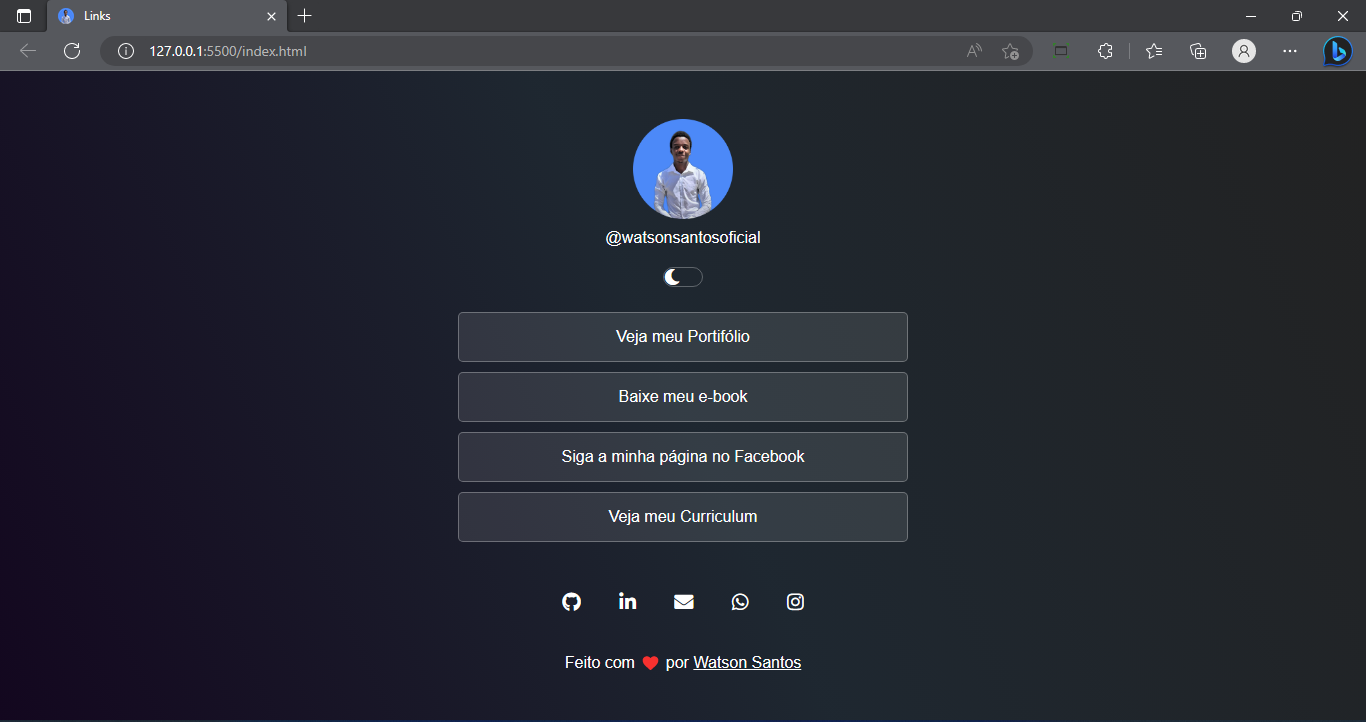 Links
127.0.0.1:5500/index.html
@watsonsantosoficial
Veja meu Portifólio
Baixe meu e-book
Siga a minha página no Facebook
Veja meu Curriculum
Feito com ❤ por Watson Santos